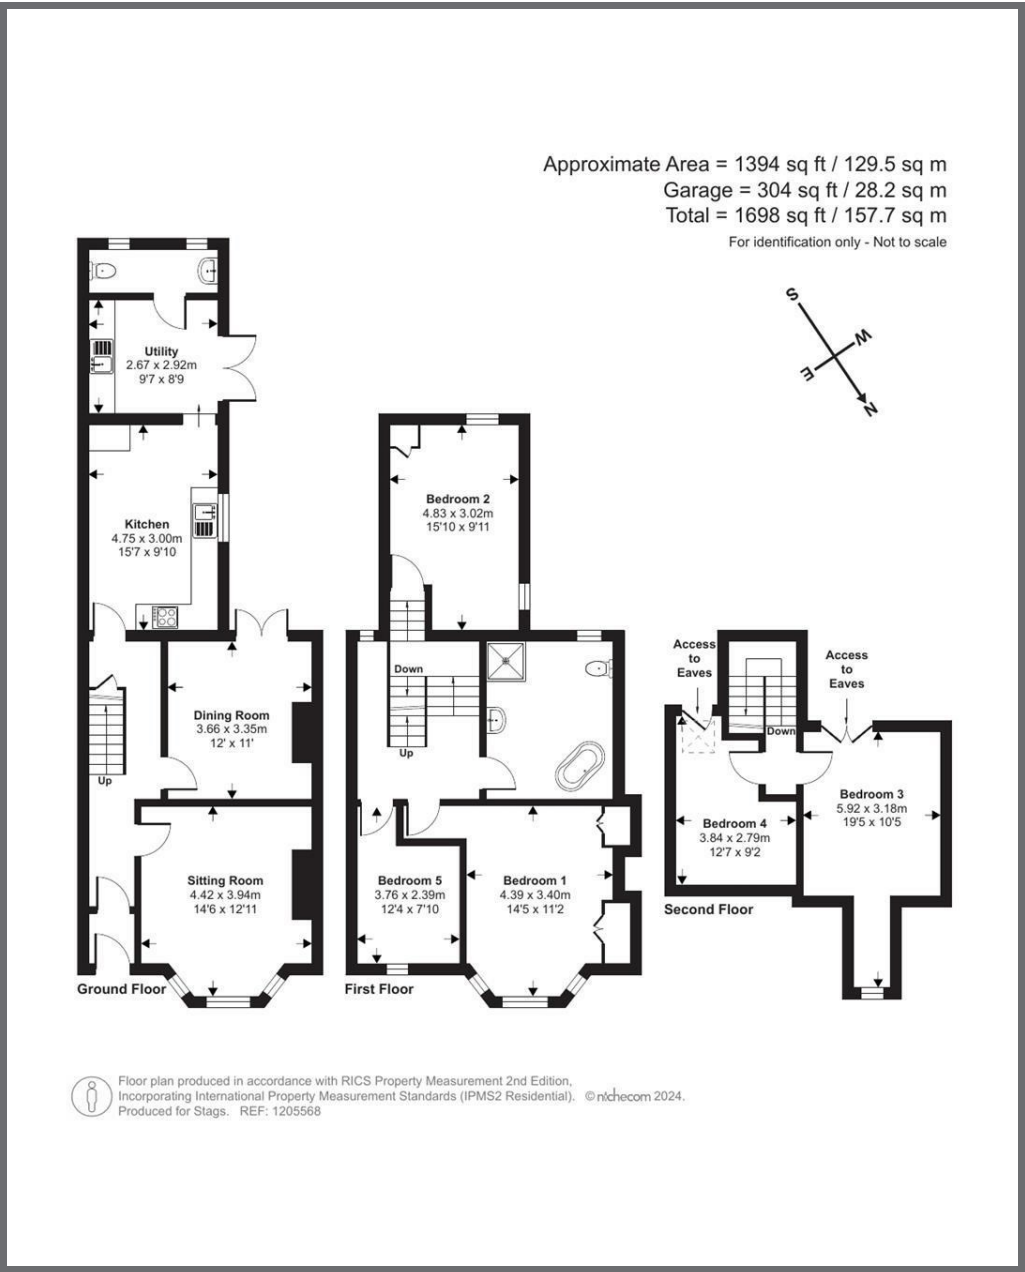 Approximate Area = 1394 sq ft / 129.5 sq m
Garage = 304 sq ft / 28.2 sq m
Total = 1698 sq ft / 157.7 sq m
For identification only - Not to scale
S
W
E
N
Utility
2.67 x 2.92m
9'7 x 8'9
Kitchen
4.75 x 3.00m
15'7 x 9'10
Up
Dining Room
3.66 x 3.35m
12' x 11'
Sitting Room
4.42 x 3.94m
14'6 x 12'11
Ground Floor
Bedroom 2
4.83 x 3.02m
15'10 x 9'11
Down
Up
Bedroom 5
3.76 x 2.39m
12'4 x 7'10
Bedroom 1
4.39 x 3.40m
14'5 x 11'2
First Floor
Access
to
Eaves
Access
to
Eaves
Down
Bedroom 3
5.92 x 3.18m
19'5 x 10'5
Bedroom 4
3.84 x 2.79m
12'7 x 9'2
Second Floor
Floor plan produced in accordance with RICS Property Measurement 2nd Edition,
Incorporating International Property Measurement Standards (IPMS2 Residential). © nichecom 2024.
Produced for Stags. REF: 1205568